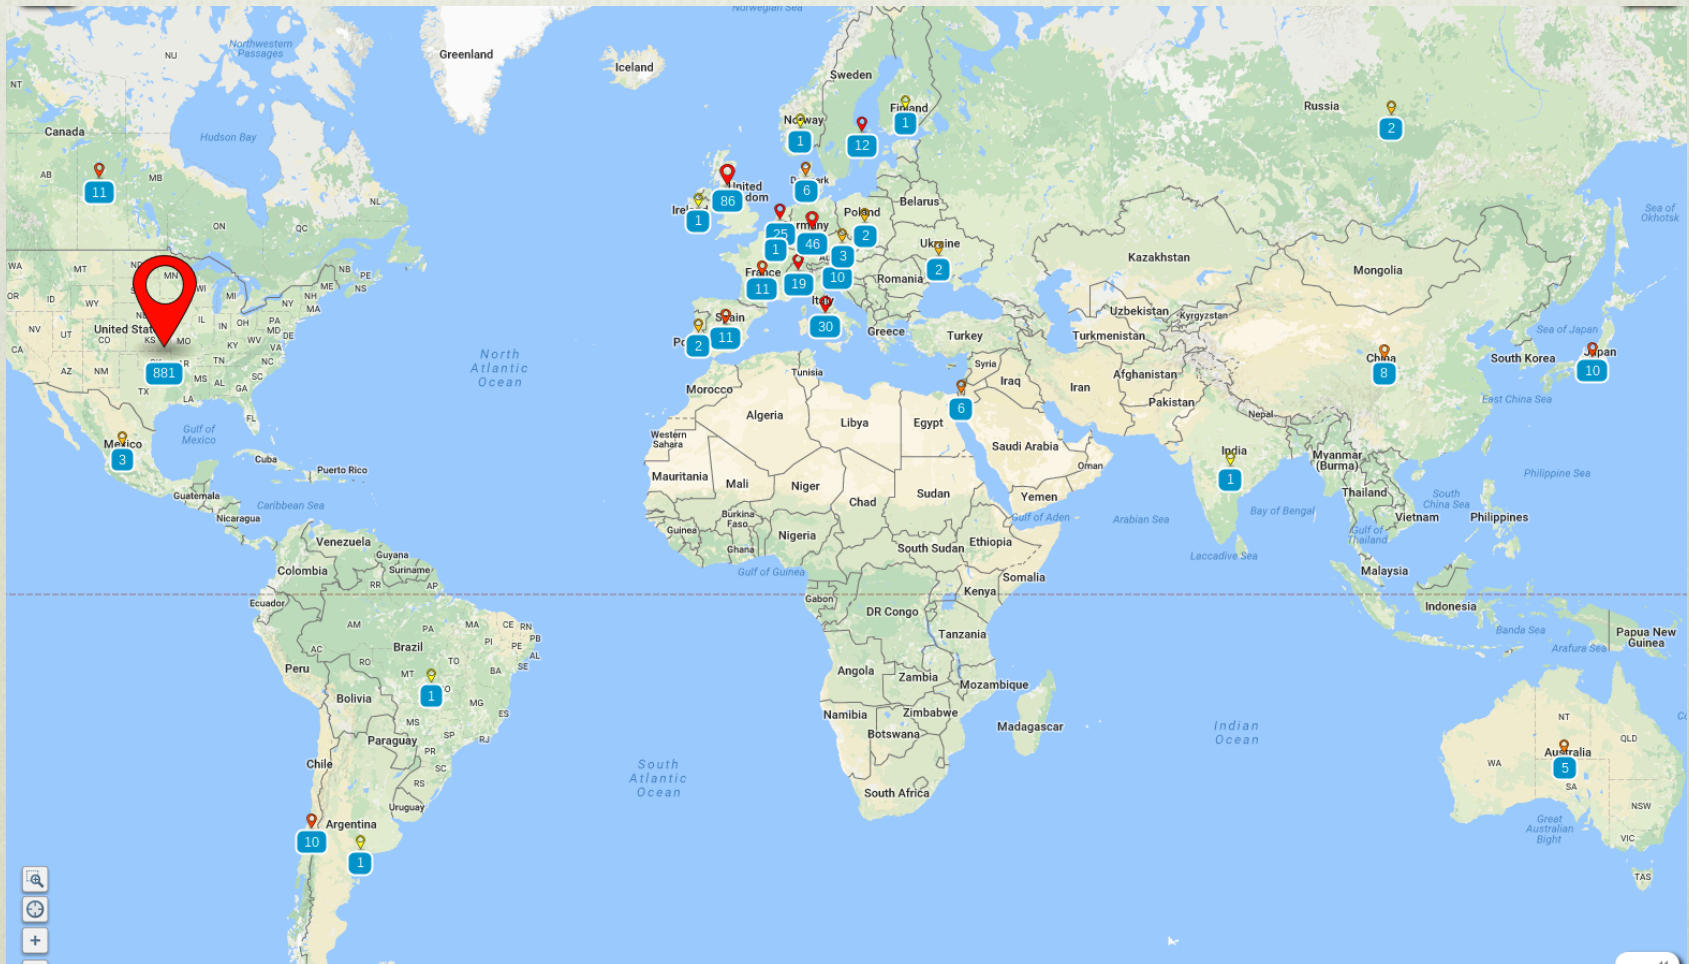 Norwegian Sea
Greenland
Iceland
Northwestern
Passages
NU
NT
Sweden
Finland
Russia
2
1
Norway
1
12
Canada
Hudson Bay
AB
MB
11
NL
ON
QC
United
86
6
Ireland
1
Poland
2
Belarus
Ukraine
2
25
1
46
3
10
France
11
19
Romania
Italy
30
Spain
11
2
Greece
Turkey
Kazakhstan
Mongolia
Sea of
Okhotsk
Uzbekistan
Kyrgyzstan
Turkmenistan
Sea of Japan
South Korea
Japan
10
China
8
East China Sea
WA
MT
MN
WI
MI
NB
PE
NS
NH
ME
NY
MA
OR
ID
WY
IL
IN
OH
PA
MD
DE
NV
UT
CO
United States
KS
MO
KY
WV
VA
CA
AZ
NM
TN
NC
881
MS
AL
GA
SC
TX
LA
FL
North
Atlantic
Ocean
Gulf of
Mexico
Mexico
3
Cuba
Puerto Rico
Guatemala
Caribbean Sea
Nicaragua
Tunisia
Morocco
Algeria
Libya
Egypt
Western
Sahara
Mauritania
Mali
Niger
Chad
Sudan
Syria
Iraq
Iran
6
Afghanistan
Pakistan
Nepal
Saudi Arabia
Oman
Yemen
Gulf of Aden
Arabian Sea
India
1
Bay of Bengal
Laccadive Sea
Myanmar
(Burma)
Thailand
Vietnam
Gulf of
Thailand
South
China Sea
Philippines
Philippine Sea
Malaysia
Indonesia
Banda Sea
Arafura Sea
Papua New
Guinea
Burkina
Faso
Guinea
Ghana
Nigeria
Gulf of Guinea
South Sudan
Ethiopia
Somalia
Kenya
Gabon
DR Congo
Tanzania
Angola
Zambia
Mozambique
Namibia
Zimbabwe
Botswana
Madagascar
South Africa
Venezuela
Guyana
Suriname
Colombia
RR
AP
Ecuador
AM
PA
MA
CE
RN
PB
PI
PE
AL
SE
AC
Brazil
RO
TO
BA
Peru
MT
1
Bolivia
MG
ES
MS
SP
RJ
Paraguay
PR
SC
Chile
RS
Uruguay
Argentina
10
1
South
Atlantic
Ocean
Indian
Ocean
NT
QLD
Australia
5
WA
SA
NSW
Great
Australian
Bight
VIC
TAS
+